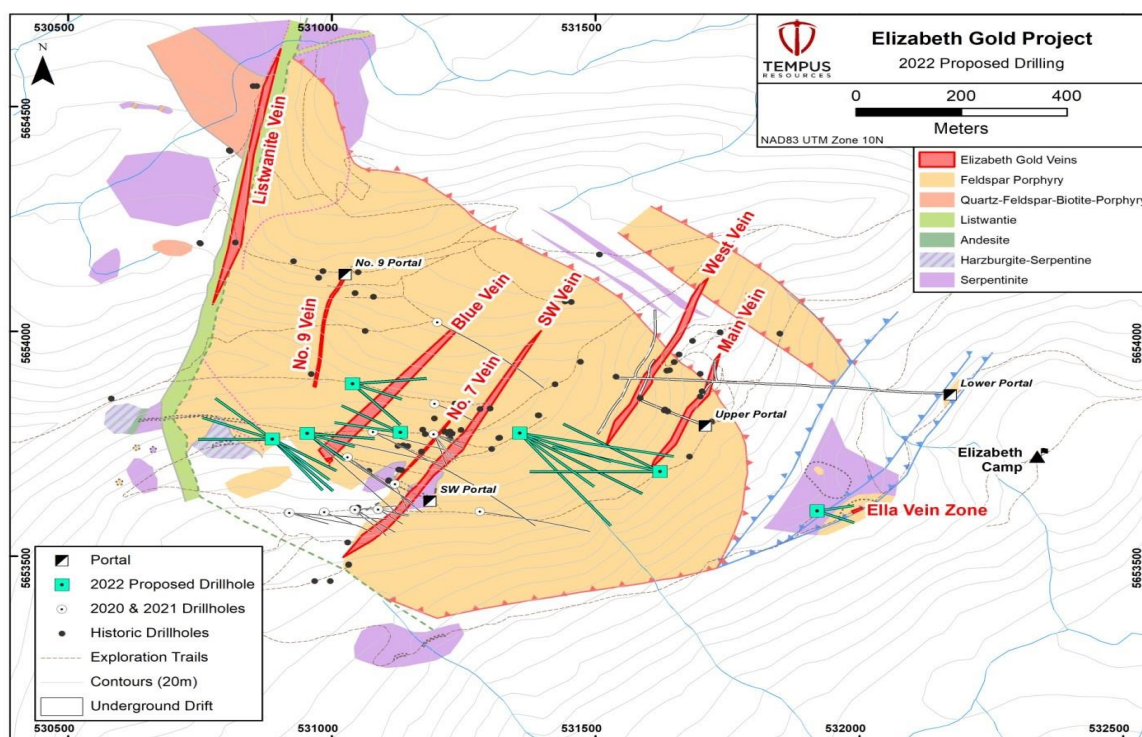 530500
531000
531500
N
TEMPUS
RESOURCES
Elizabeth Gold Project
2022 Proposed Drilling
0
200
400
Meters
NAD83 UTM Zone 10N
Elizabeth Gold Veins
Feldspar Porphyry
Quartz-Feldspar-Biotite-Porphyry
Listwantie
Andesite
Harzburgite-Serpentine
Serpentinite
5654500
Listwanite Vein
No. 9 Portal
No. 9 Vein
Blue Vein
SW Vein
No. 7 Vein
West Vein
Main Vein
5654000
5654000
Lower Portal
Upper Portal
Elizabeth
Camp
SW Portal
Ella Vein Zone
5653500
5653500
Portal
2022 Proposed Drillhole
2020 & 2021 Drillholes
Historic Drillholes
Exploration Trails
Contours (20m)
Underground Drift
530500
531000
531500
532000
532500